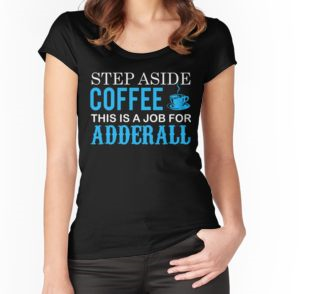 STEP ASIDE
COFFEE
THIS IS A JOB FOR
ADDERALL